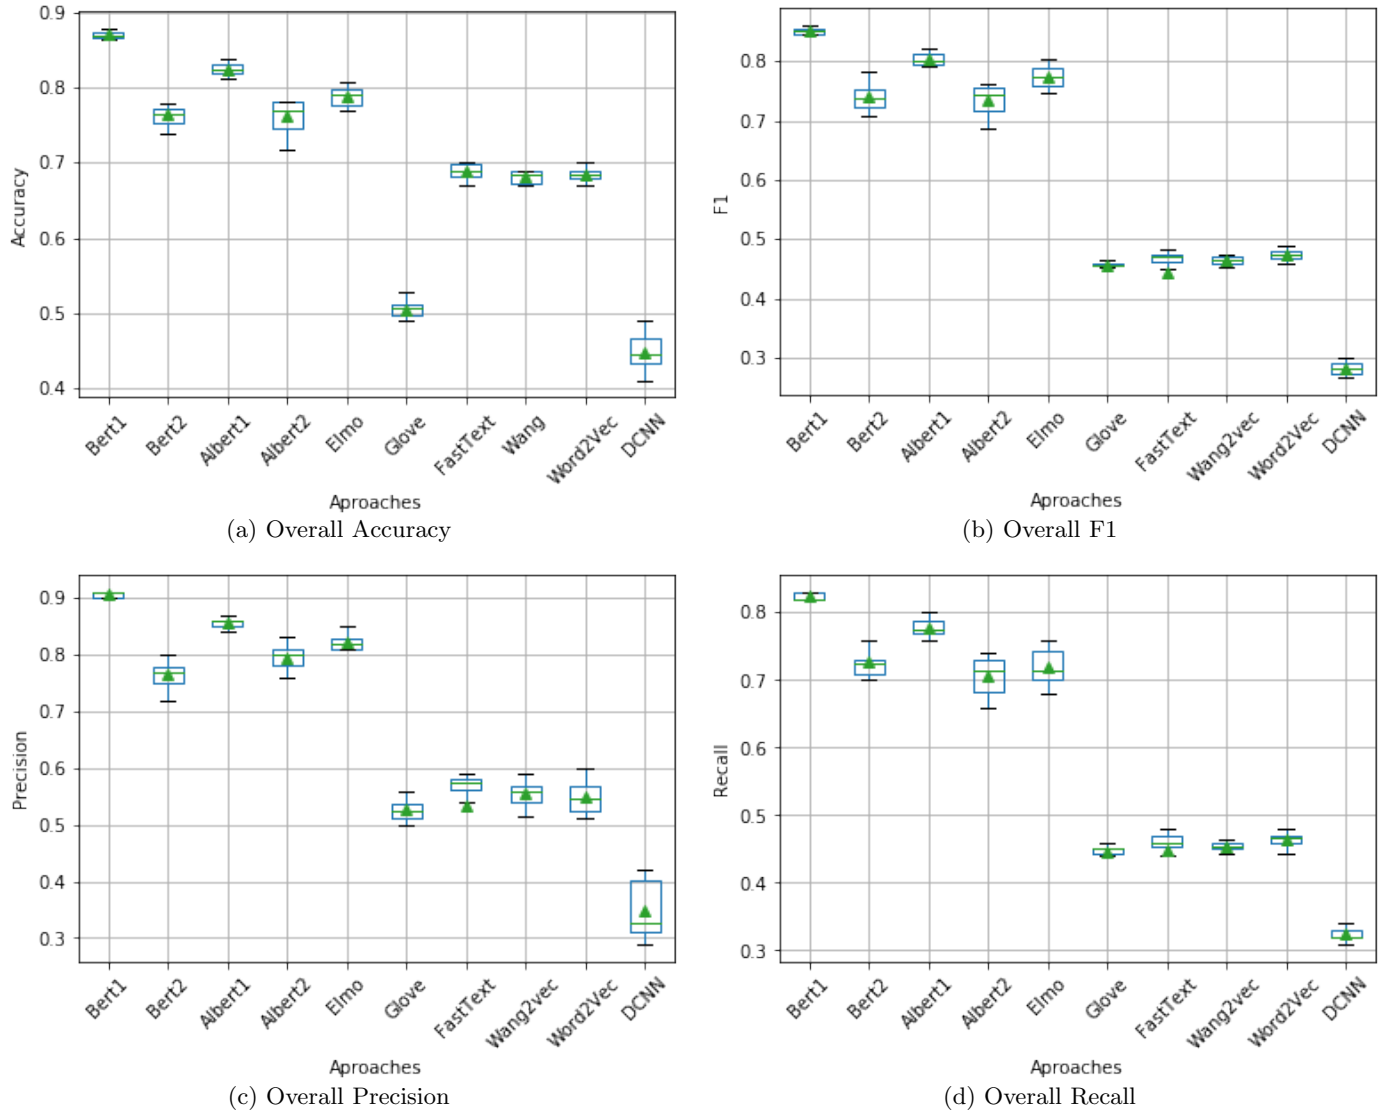 0.9
0.8
0.7
0.6
0.5
0.4
Accuracy
Bert1 Bert2 Albert1 Albert2 Elmo Glove FastText Wang Word2Vec DCNN
Aproaches
(a) Overall Accuracy
0.8
0.7
0.6
0.5
0.4
0.3
F1
Bert1 Bert2 Albert1 Albert2 Elmo Glove FastText Wang2vec Word2Vec DCNN
Aproaches
(b) Overall F1
0.9
0.8
0.7
0.6
0.5
0.4
0.3
Precision
Bert1 Bert2 Albert1 Albert2 Elmo Glove FastText Wang2vec Word2Vec DCNN
Aproaches
(c) Overall Precision
0.8
0.7
0.6
0.5
0.4
0.3
Recall
Bert1 Bert2 Albert1 Albert2 Elmo Glove FastText Wang2vec Word2Vec DCNN
Aproaches
(d) Overall Recall